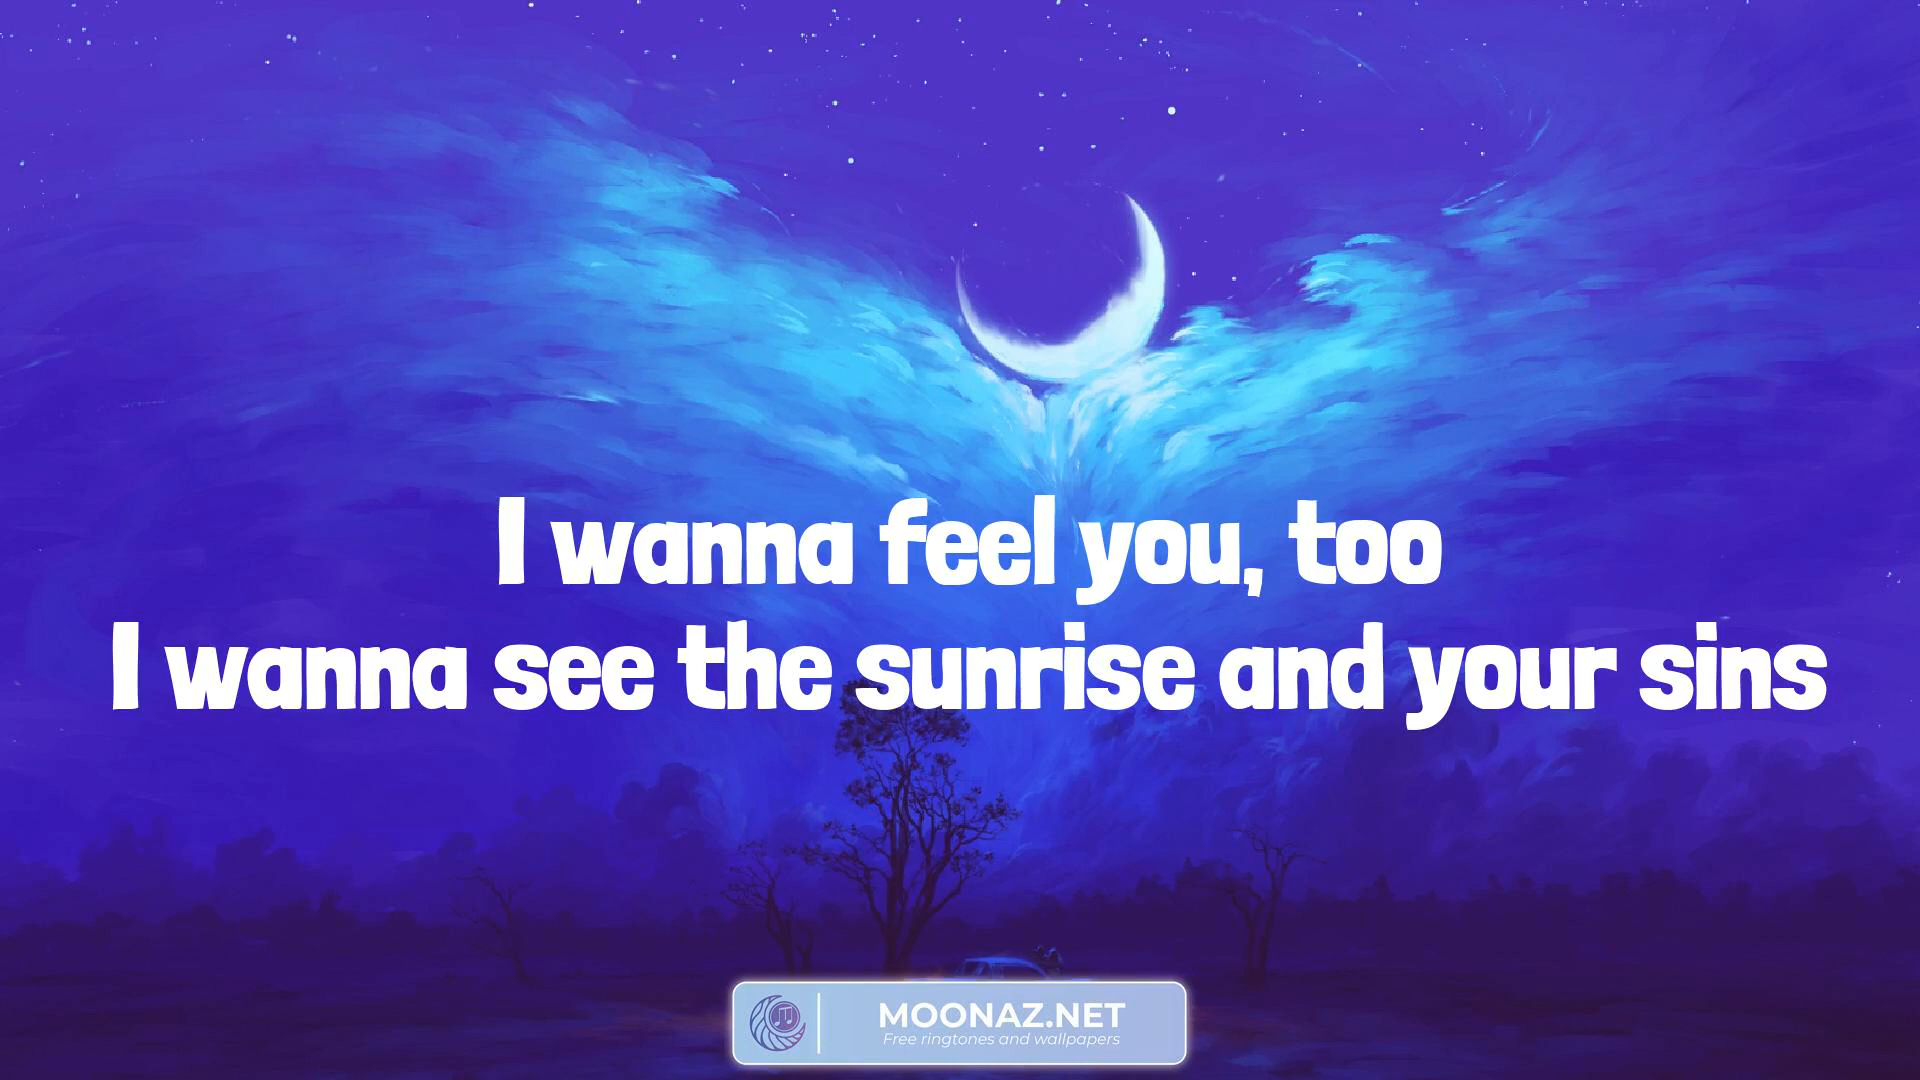 I wanna feel you, too
I wanna see the sunrise and your sins
MOONAZ.NET
Free ringtones and wallpapers